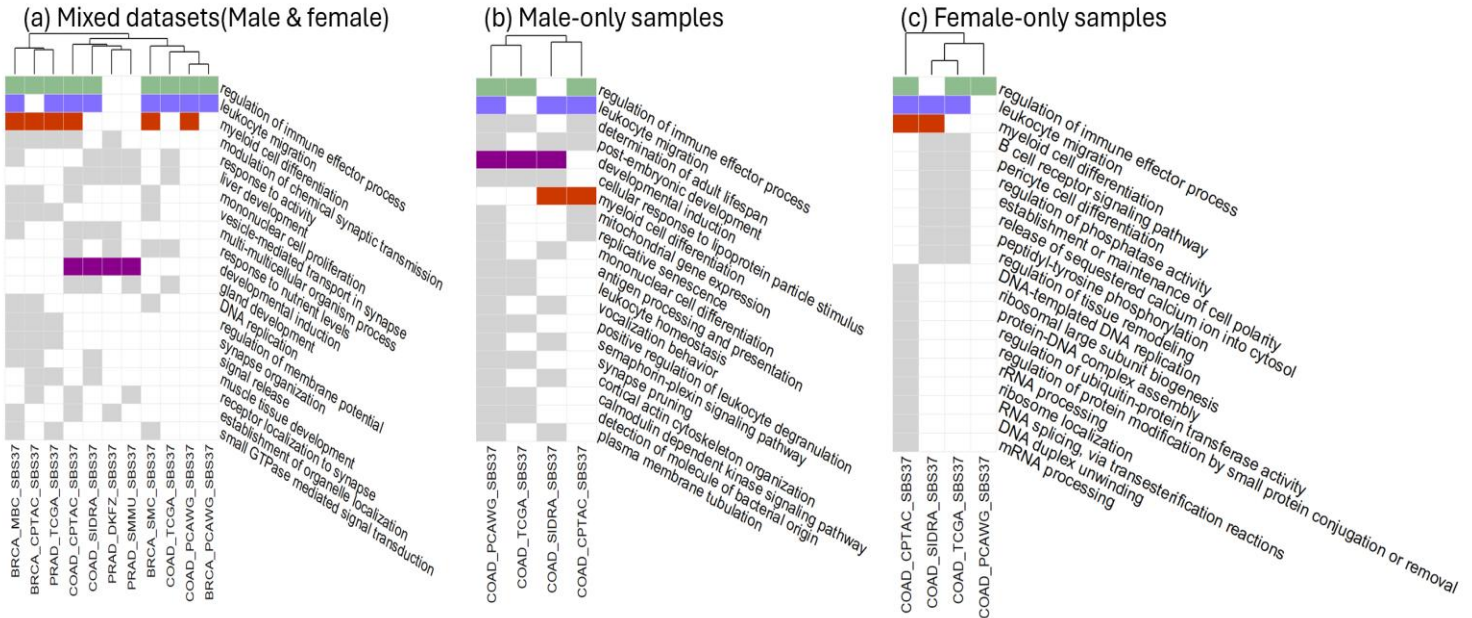 (a) Mixed datasets(Male & female)
regulation of immune effector process
leukocyte migration
myeloid cell differentiation
modulation of chemical synaptic transmission
response to activity
liver development
mononuclear cell proliferation
vesicle-mediated transport in synapse
multi-multicellular organism process
response to nutrient levels
developmental induction
gland development
DNA replication
regulation of membrane potential
synapse organization
signal release
muscle tissue development
receptor localization to synapse
establishment of organelle localization
small GTPase mediated signal transduction
BRCA_MBC_SBS37
BRCA_CPTAC_SBS37
PRAD_TCGA_SBS37
COAD_CPTAC_SBS37
COAD_SIDRA_SBS37
PRAD_DKFZ_SBS37
PRAD_SMMU_SBS37
BRCA_SMC_SBS37
COAD_TCGA_SBS37
COAD_PCAWG_SBS37
BRCA_PCAWG_SBS37
(b) Male-only samples
regulation of immune effector process
leukocyte migration
determination of adult lifespan
post-embryonic development
developmental induction
cellular response to lipoprotein particle stimulus
myeloid cell differentiation
mitochondrial gene expression
replicative senescence
mononuclear cell differentiation
antigen processing and presentation
leukocyte homeostasis
vocalization behavior
positive regulation of leukocyte degranulation
semaphorin-plexin signaling pathway
synapse pruning
cortical actin cytoskeleton organization
calmodulin dependent kinase signaling pathway
detection of molecule of bacterial origin
plasma membrane tubulation
COAD_PCAWG_SBS37
COAD_TCGA_SBS37
COAD_SIDRA_SBS37
COAD_CPTAC_SBS37
(c) Female-only samples
regulation of immune effector process
leukocyte migration
myeloid cell differentiation
B cell receptor signaling pathway
pericyte cell differentiation
regulation of phosphatase activity
establishment or maintenance of cell polarity
release of sequestered calcium ion into cytosol
peptidyl-tyrosine phosphorylation
regulation of tissue remodeling
DNA-templated DNA replication
ribosomal large subunit biogenesis
protein-DNA complex assembly
regulation of ubiquitin-protein transferase activity
regulation of protein modification by small protein conjugation or removal
rRNA processing
ribosome localization
RNA splicing, via transesterification reactions
DNA duplex unwinding
mRNA processing
COAD_CPTAC_SBS37
COAD_SIDRA_SBS37
COAD_TCGA_SBS37
COAD_PCAWG_SBS37